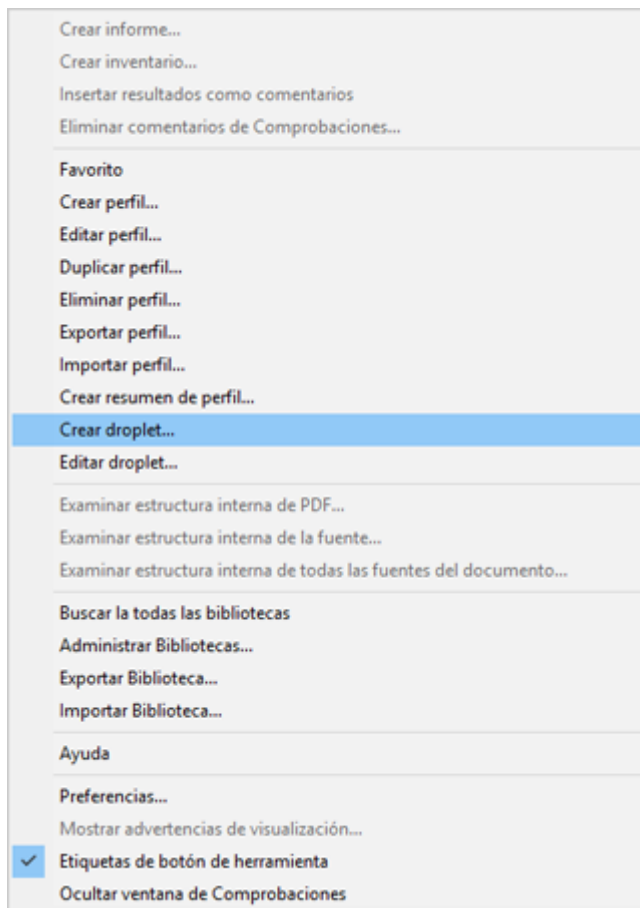 Crear informe...
Crear inventario...
Insertar resultados como comentarios
Eliminar comentarios de Comprobaciones...
Favorito
Crear perfil...
Editar perfil...
Duplicar perfil...
Eliminar perfil...
Exportar perfil...
Importar perfil...
Crear resumen de perfil...
Crear droplet...
Editar droplet...
Examinar estructura interna de PDF...
Examinar estructura interna de la fuente...
Examinar estructura interna de todas las fuentes del documento...
Buscar la todas las bibliotecas
Administrar Bibliotecas...
Exportar Biblioteca...
Importar Biblioteca...
Ayuda
Preferencias...
Mostrar advertencias de visualización...
Etiquetas de botón de herramienta
Ocultar ventana de Comprobaciones